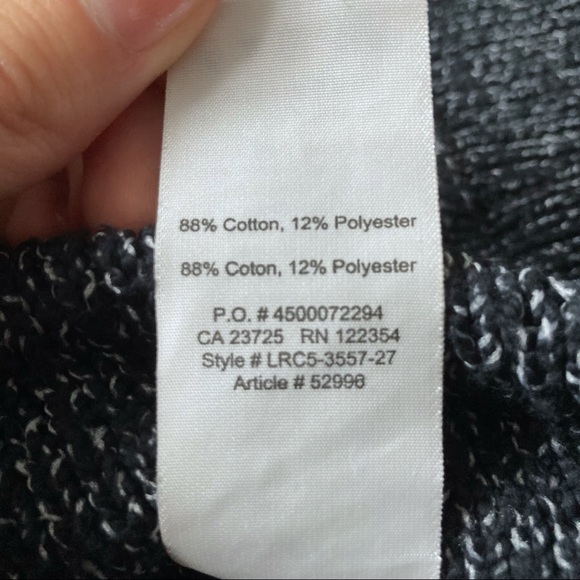 88% Cotton, 12% Polyester
88% Coton, 12% Polyester
P.O. # 4500072294
CA 23725 RN 122354
Style # LRC5-3557-27
Article # 52996